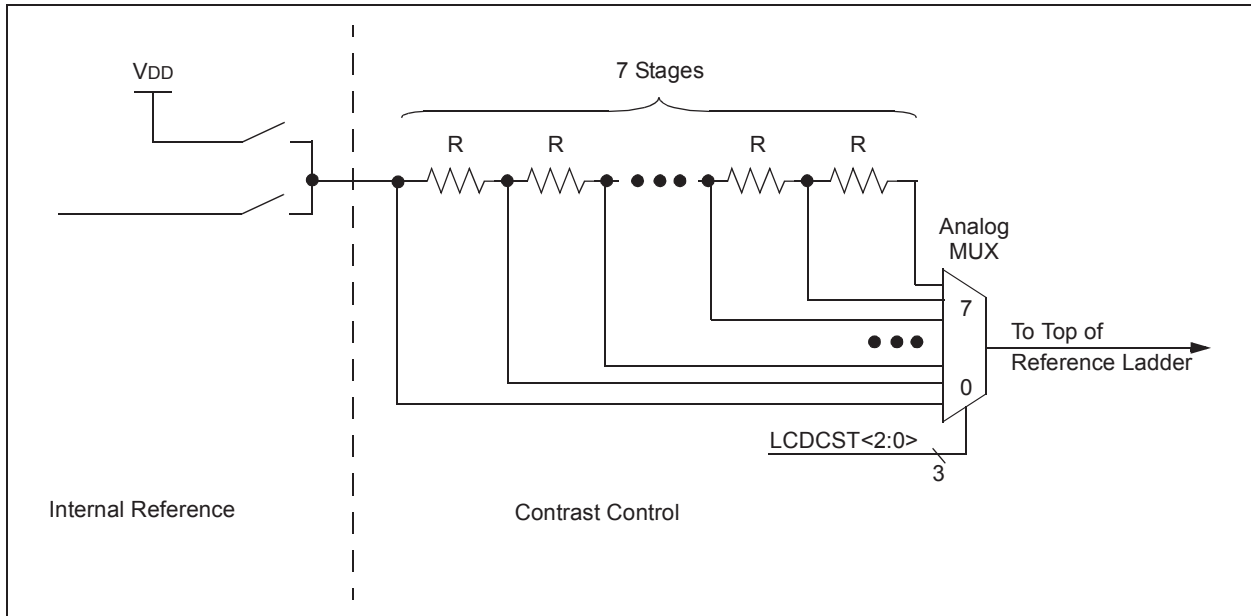 VDD
7 Stages
R
R
R
R
Analog
MUX
7
To Top of
Reference Ladder
0
LCDCST<2:0>
3
Internal Reference
Contrast Control